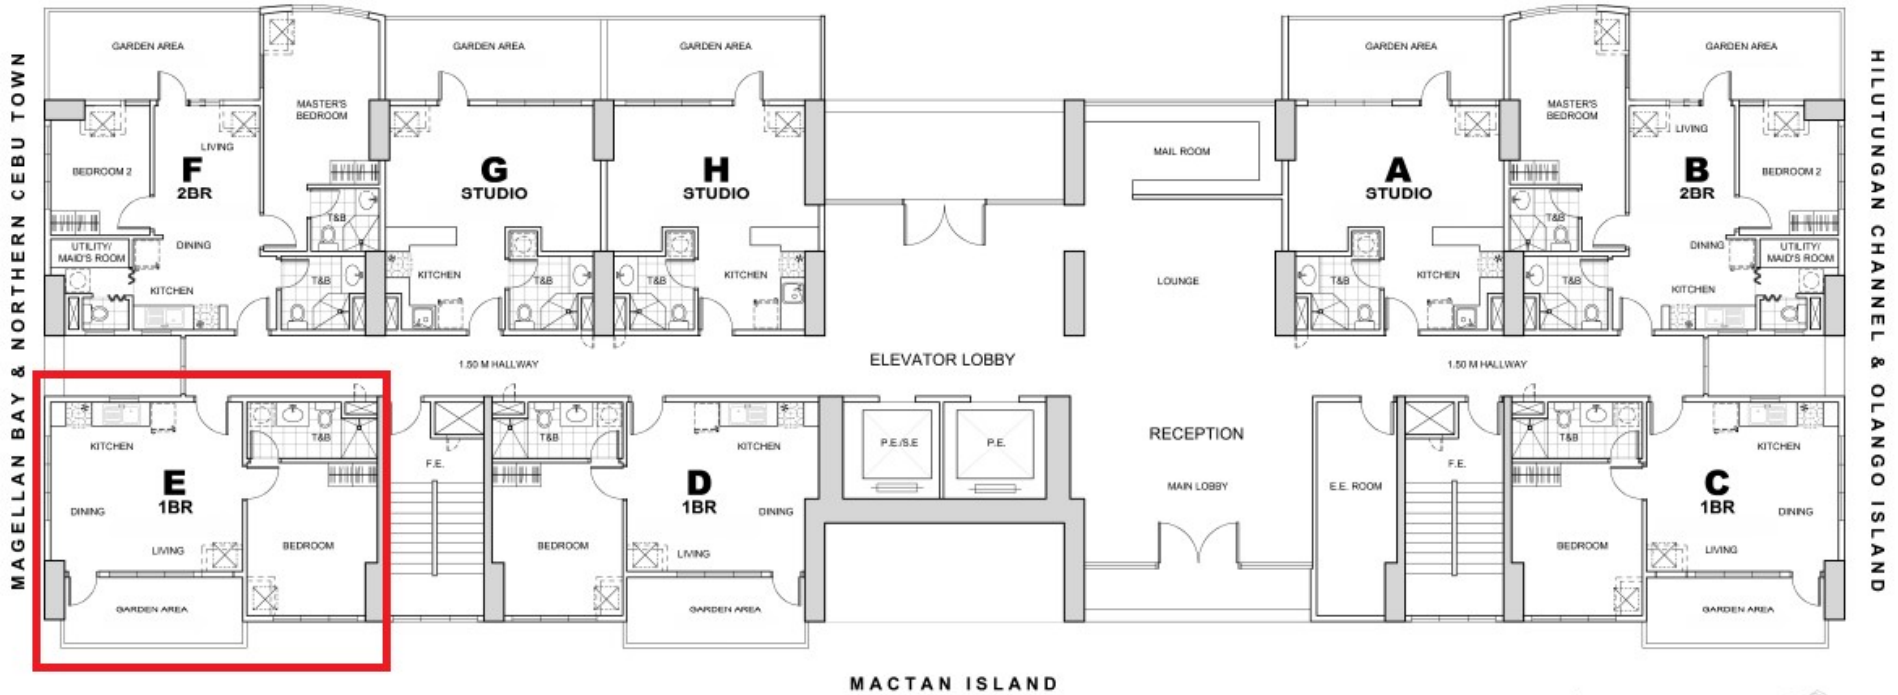 MAGELLAN BAY & NORTHERN CEBU TOWN
GARDEN AREA
GARDEN AREA
GARDEN AREA
GARDEN AREA
GARDEN AREA
MASTER'S
BEDROOM
MASTER'S
BEDROOM
BEDROOM 2
LIVING
F
2BR
G
STUDIO
H
STUDIO
MAIL ROOM
A
STUDIO
LIVING
B
2BR
BEDROOM 2
T&B
T&B
UTILITY/
MAID'S ROOM
DINING
DINING
UTILITY/
MAID'S ROOM
KITCHEN
T&B
KITCHEN
T&B
T&B
KITCHEN
LOUNGE
T&B
KITCHEN
T&B
KITCHEN
1.50 M HALLWAY
ELEVATOR LOBBY
1.50 M HALLWAY
KITCHEN
T&B
F.E.
T&B
KITCHEN
P.E./S.E
P.E.
RECEPTION
F.E.
T&B
KITCHEN
E
1BR
D
1BR
MAIN LOBBY
E.E. ROOM
C
1BR
DINING
DINING
DINING
LIVING
BEDROOM
BEDROOM
LIVING
BEDROOM
LIVING
GARDEN AREA
GARDEN AREA
GARDEN AREA
HILUTUNGAN CHANNEL & OLANGO ISLAND
MACTAN ISLAND